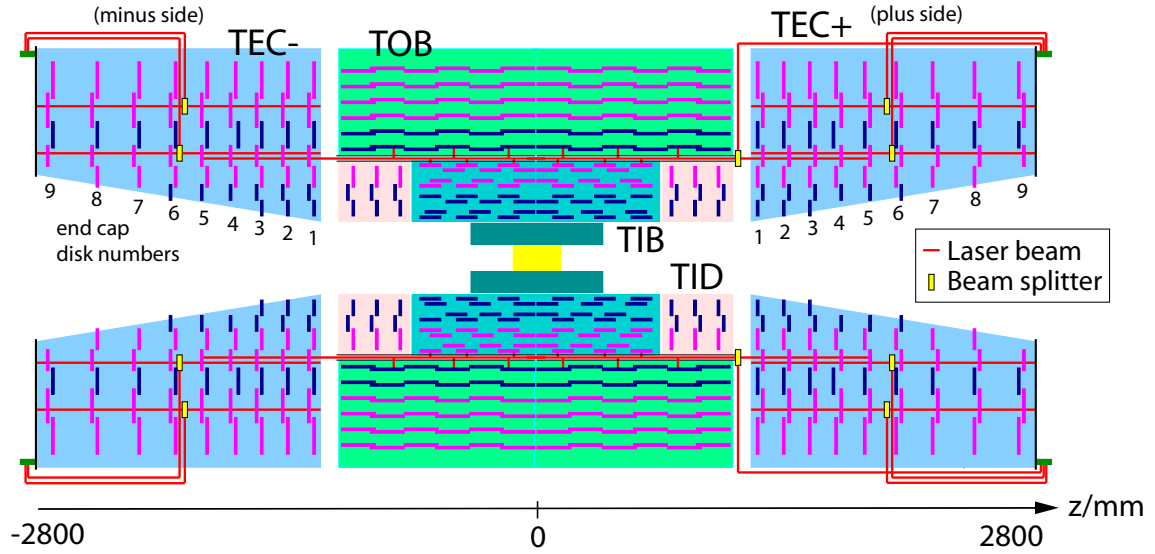 (minus side)
(plus side)
TEC-
TOB
TEC+
9
8
7
6
5
4
3
2
1
1
2
3
4
5
6
7
8
9
end cap
disk numbers
TIB
TID
Laser beam
Beam splitter
z/mm
-2800
0
2800